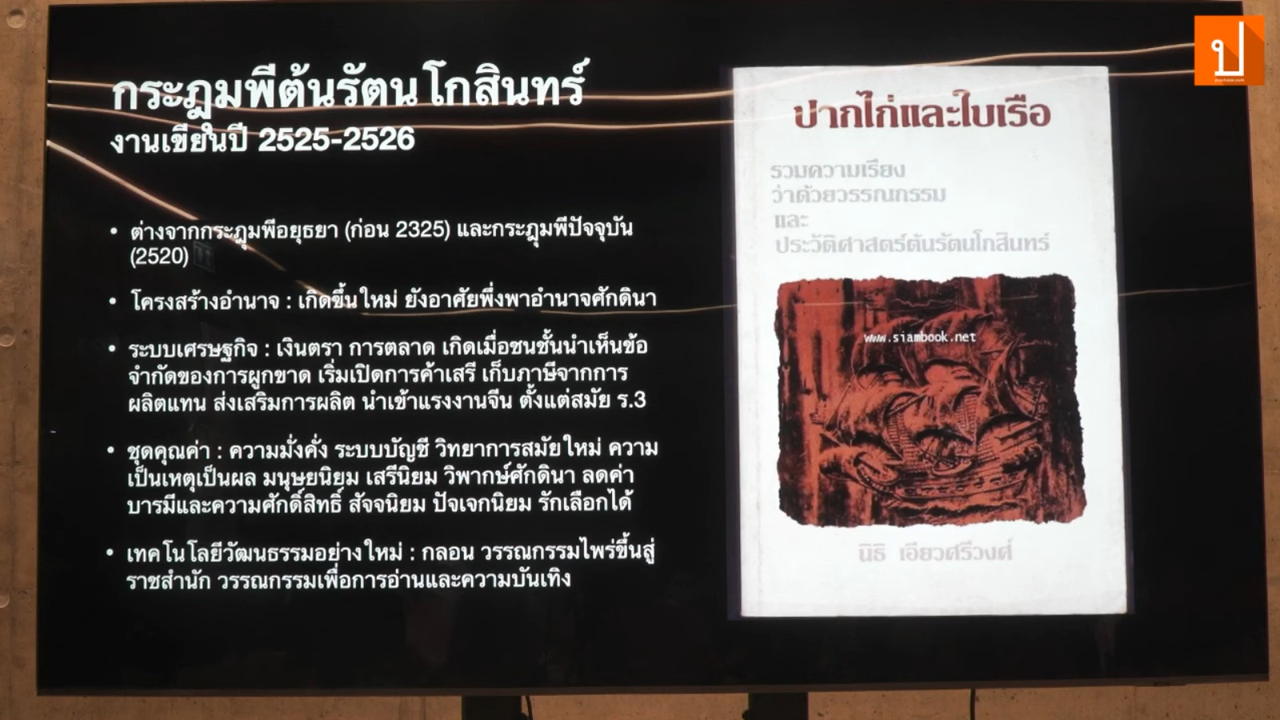 ป
กระฎุมพีต้นรัตนโกสินทร์
งานเขียนปี 2525-2526
• ต่างจากกระฎุมพีอยุธยา (ก่อน 2325) และกระฎุมพีปัจจุบัน
(2520)
• โครงสร้างอำนาจ : เกิดขึ้นใหม่ ยังอาศัยพึ่งพาอำนาจศักดินา
• ระบบเศรษฐกิจ : เงินตรา การตลาด เกิดเมื่อชนชั้นนำเห็นข้อ
จำกัดของการผูกขาด เริ่มเปิดการค้าเสรี เก็บภาษีจากการ
ผลิตแทน ส่งเสริมการผลิต นำเข้าแรงงานจีน ตั้งแต่สมัย ร.3
• ชุดคุณค่า : ความมั่งคั่ง ระบบบัญชี วิทยาการสมัยใหม่ ความ
เป็นเหตุเป็นผล มนุษยนิยม เสรีนิยม วิพากษ์ศักดินา ลดค่า
บารมีและความศักดิ์สิทธิ์ สัจจนิยม ปัจเจกนิยม รักเลือกได้
• เทคโนโลยีวัฒนธรรมอย่างใหม่ : กลอน วรรณกรรมไพร่ขึ้นสู่
ราชสำนัก วรรณกรรมเพื่อการอ่านและความบันเทิง
ปากไก่และใบเรือ
รวมความเรียง
ว่าด้วยวรรณกรรม
และ
ประวัติศาสตร์ต้นรัตนโกสินทร์
www.siambook.net
นิธิ เอียวศรีวงศ์